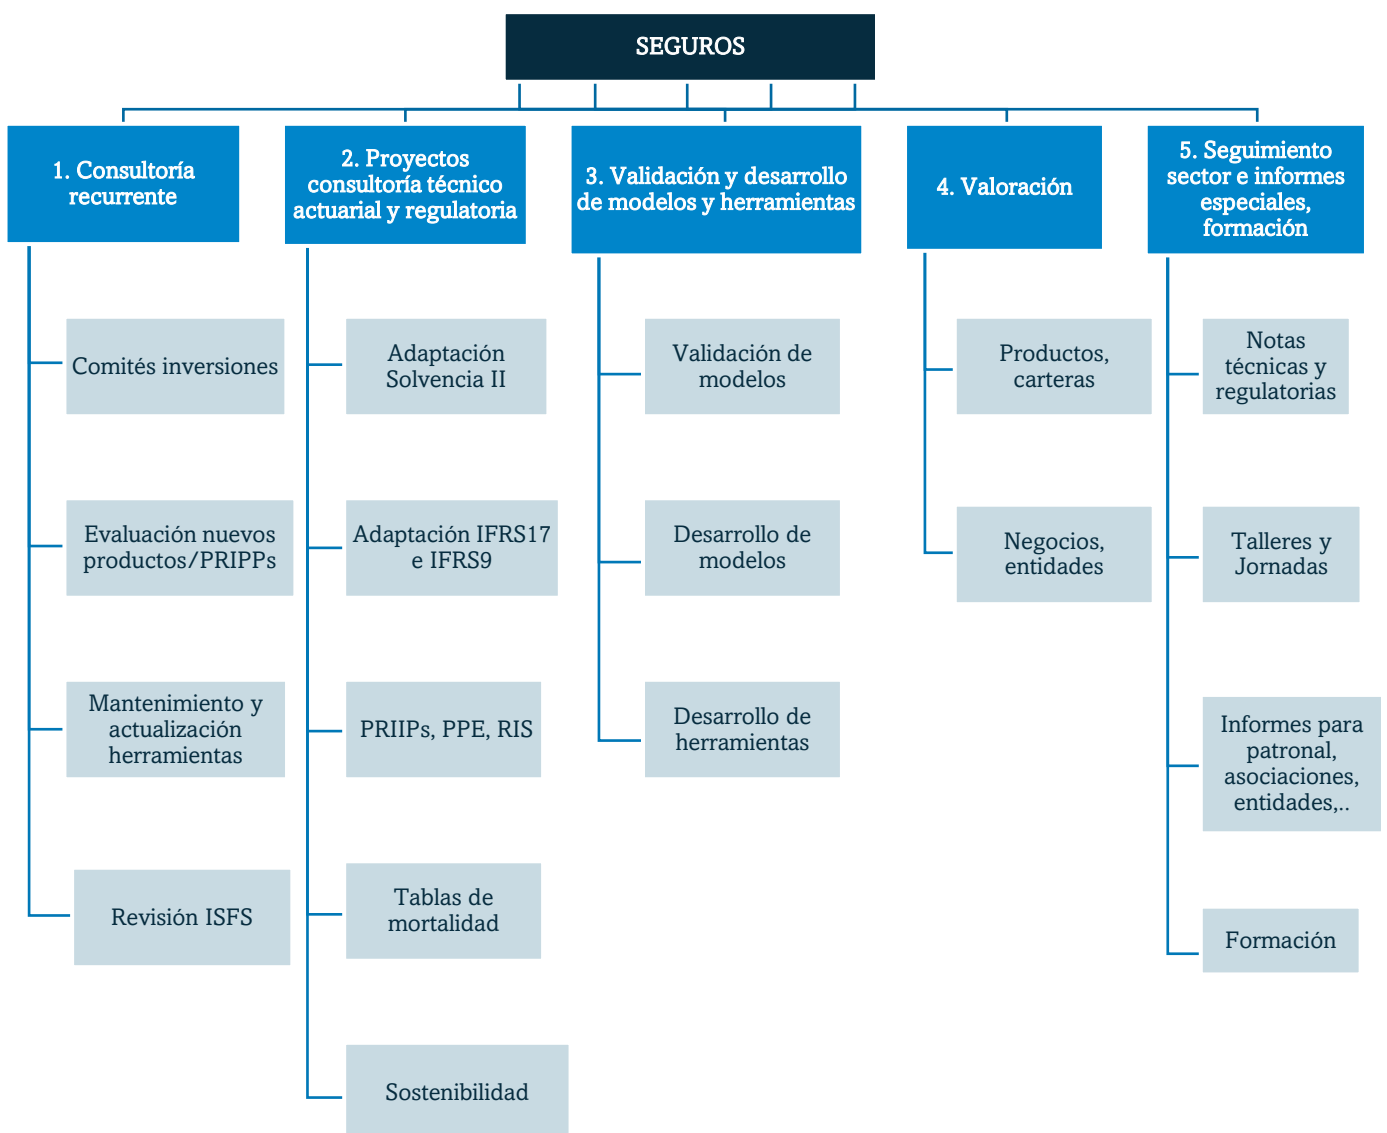 SEGUROS
1. Consultoría
recurrente
2. Proyectos
consultoría técnico
actuarial y regulatoria
3. Validación y desarrollo
de modelos y herramientas
4. Valoración
5. Seguimiento
sector e informes
especiales,
formación
Comités inversiones
Evaluación nuevos
productos/PRIPPs
Mantenimiento y
actualización
herramientas
Revisión ISFS
Adaptación
Solvencia II
Adaptación IFRS17
e IFRS9
PRIIPs, PPE, RIS
Tablas de
mortalidad
Sostenibilidad
Validación de
modelos
Desarrollo de
modelos
Desarrollo de
herramientas
Productos,
carteras
Negocios,
entidades
Notas
técnicas y
regulatorias
Talleres y
Jornadas
Informes para
patronal,
asociaciones,
entidades,..
Formación